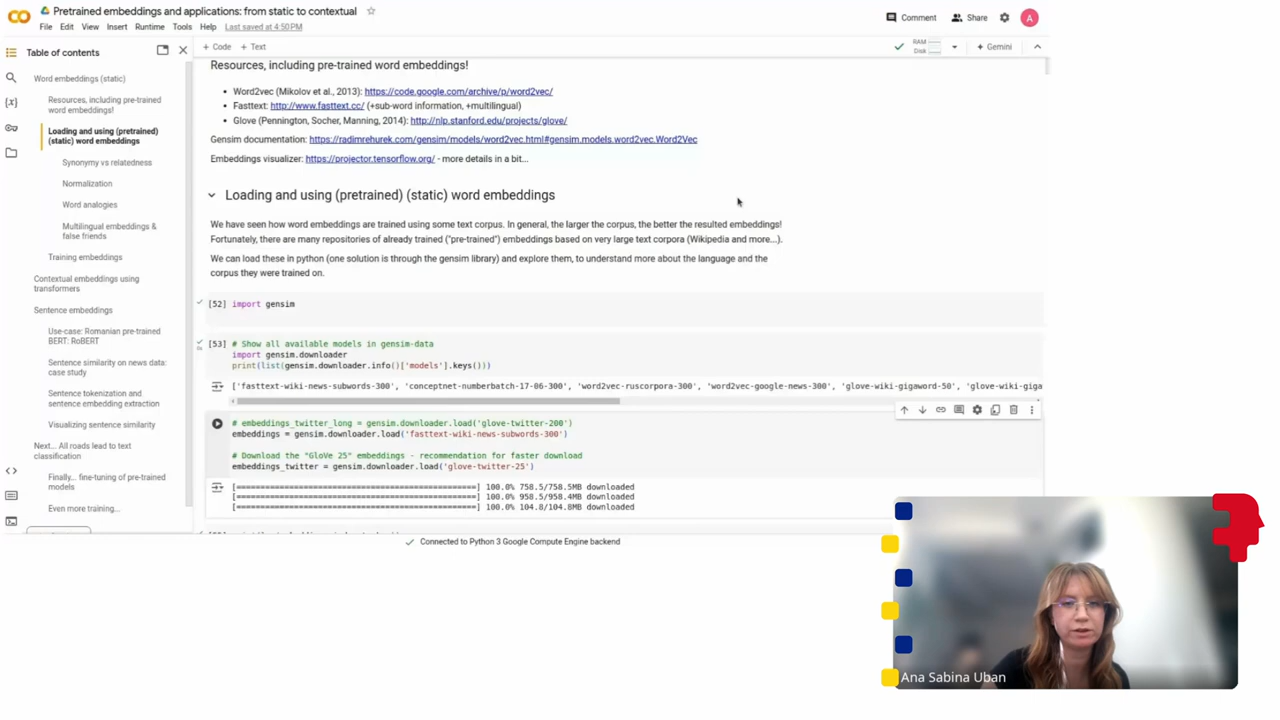 Pretrained embeddings and applications: from static to contextual
File Edit View Insert Runtime Tools Help Last saved at 4:50PM
Comment Share A
Table of contents
+ Code + Text
RAM
Disk
Gemini
Word embeddings (static)
Resources, including pre-trained
word embeddings!
Loading and using (pretrained)
(static) word embeddings
Synonymy vs relatedness
Normalization
Word analogies
Multilingual embeddings &
false friends
Training embeddings
Contextual embeddings using
transformers
Sentence embeddings
Use-case: Romanian pre-trained
BERT: RoBERT
Sentence similarity on news data:
case study
Sentence tokenization and
sentence embedding extraction
Visualizing sentence similarity
Next... All roads lead to text
classification
Finally... fine-tuning of pre-trained
models
Even more training...
Resources, including pre-trained word embeddings!
• Word2vec (Mikolov et al., 2013): https://code.google.com/archive/p/word2vec/
• Fasttext: http://www.fasttext.cc/ (+sub-word information, +multilingual)
• Glove (Pennington, Socher, Manning, 2014): http://nlp.stanford.edu/projects/glove/
Gensim documentation: https://radimrehurek.com/gensim/models/word2vec.html#gensim.models.word2vec.Word2Vec
Embeddings visualizer: https://projector.tensorflow.org/ - more details in a bit...
Loading and using (pretrained) (static) word embeddings
We have seen how word embeddings are trained using some text corpus. In general, the larger the corpus, the better the resulted embeddings!
Fortunately, there are many repositories of already trained ("pre-trained") embeddings based on very large text corpora (Wikipedia and more...).
We can load these in python (one solution is through the gensim library) and explore them, to understand more about the language and the
corpus they were trained on.
[52] import gensim
[53] # Show all available models in gensim-data
import gensim.downloader
print(list(gensim.downloader.info()['models'].keys()))
['fasttext-wiki-news-subwords-300', 'conceptnet-numberbatch-17-06-300', 'word2vec-ruscorpora-300', 'word2vec-google-news-300', 'glove-wiki-gigaword-50', 'glove-wiki-giga
# embeddings_twitter_long = gensim.downloader.load('glove-twitter-200')
embeddings = gensim.downloader.load('fasttext-wiki-news-subwords-300')
# Download the "GloVe 25" embeddings - recommendation for faster download
embeddings_twitter = gensim.downloader.load('glove-twitter-25')
[==================================================] 100.0% 758.5/758.5MB downloaded
[==================================================] 100.0% 958.5/958.4MB downloaded
[==================================================] 100.0% 104.8/104.8MB downloaded
Connected to Python 3 Google Compute Engine backend
Ana Sabina Uban